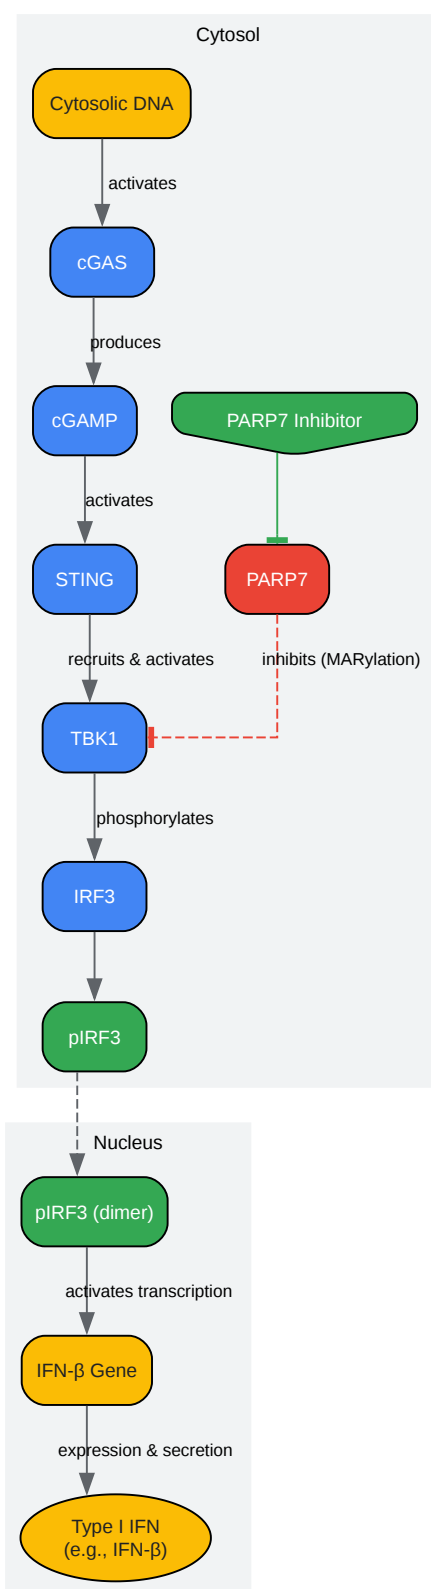 Cytosol
Cytosolic DNA
activates
cGAS
produces
cGAMP
PARP7 Inhibitor
activates
STING
PARP7
recruits & activates
inhibits (MARylation)
TBK1
phosphorylates
IRF3
pIRF3
Nucleus
pIRF3 (dimer)
activates transcription
IFN-β Gene
expression & secretion
Type I IFN
(e.g., IFN-β)